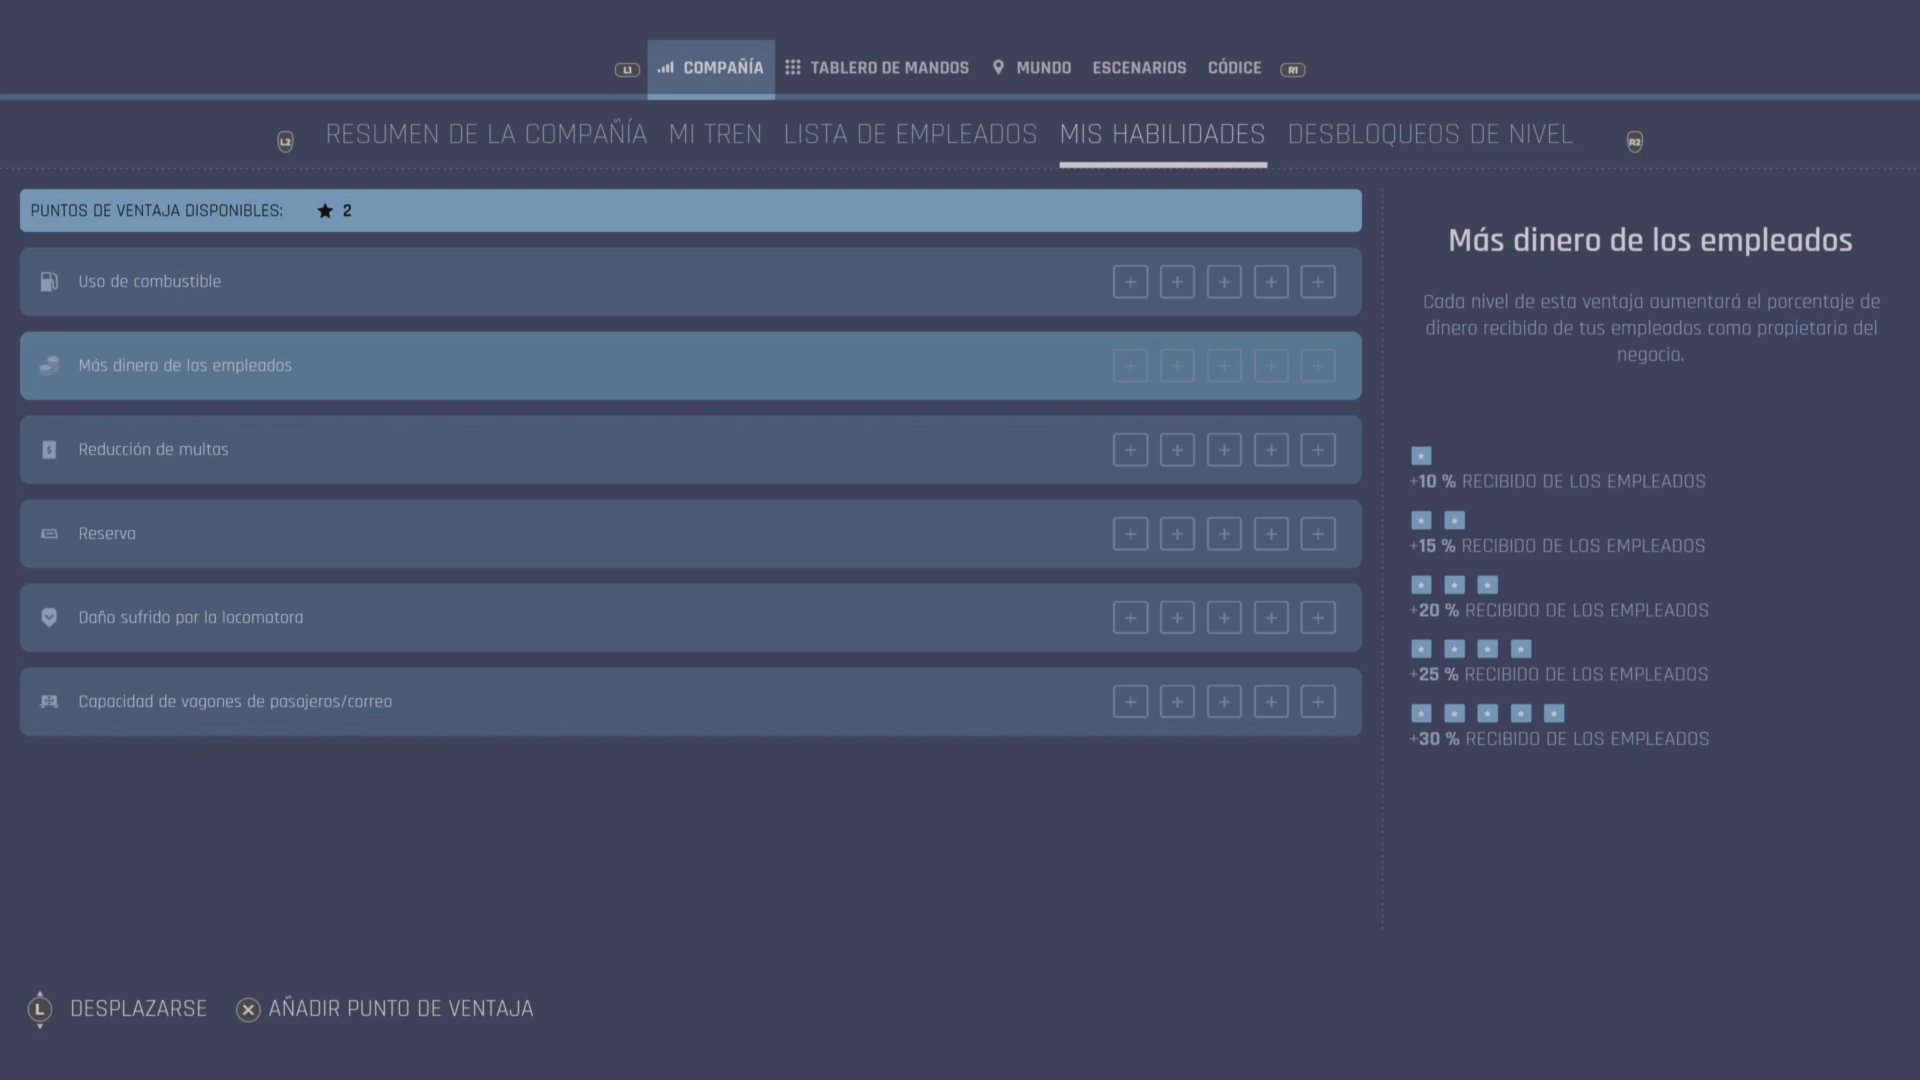 L1 COMPAÑÍA TABLERO DE MANDOS MUNDO ESCENARIOS CÓDICE R1
L2 RESUMEN DE LA COMPAÑÍA MI TREN LISTA DE EMPLEADOS MIS HABILIDADES DESBLOQUEOS DE NIVEL R2
PUNTOS DE VENTAJA DISPONIBLES: ★ 2
Uso de combustible
Más dinero de los empleados
Reducción de multas
Reserva
Daño sufrido por la locomotora
Capacidad de vagones de pasajeros/correo
Más dinero de los empleados
Cada nivel de esta ventaja aumentará el porcentaje de
dinero recibido de tus empleados como propietario del
negocio.
+10 % RECIBIDO DE LOS EMPLEADOS
+15 % RECIBIDO DE LOS EMPLEADOS
+20 % RECIBIDO DE LOS EMPLEADOS
+25 % RECIBIDO DE LOS EMPLEADOS
+30 % RECIBIDO DE LOS EMPLEADOS
L DESPLAZARSE AÑADIR PUNTO DE VENTAJA